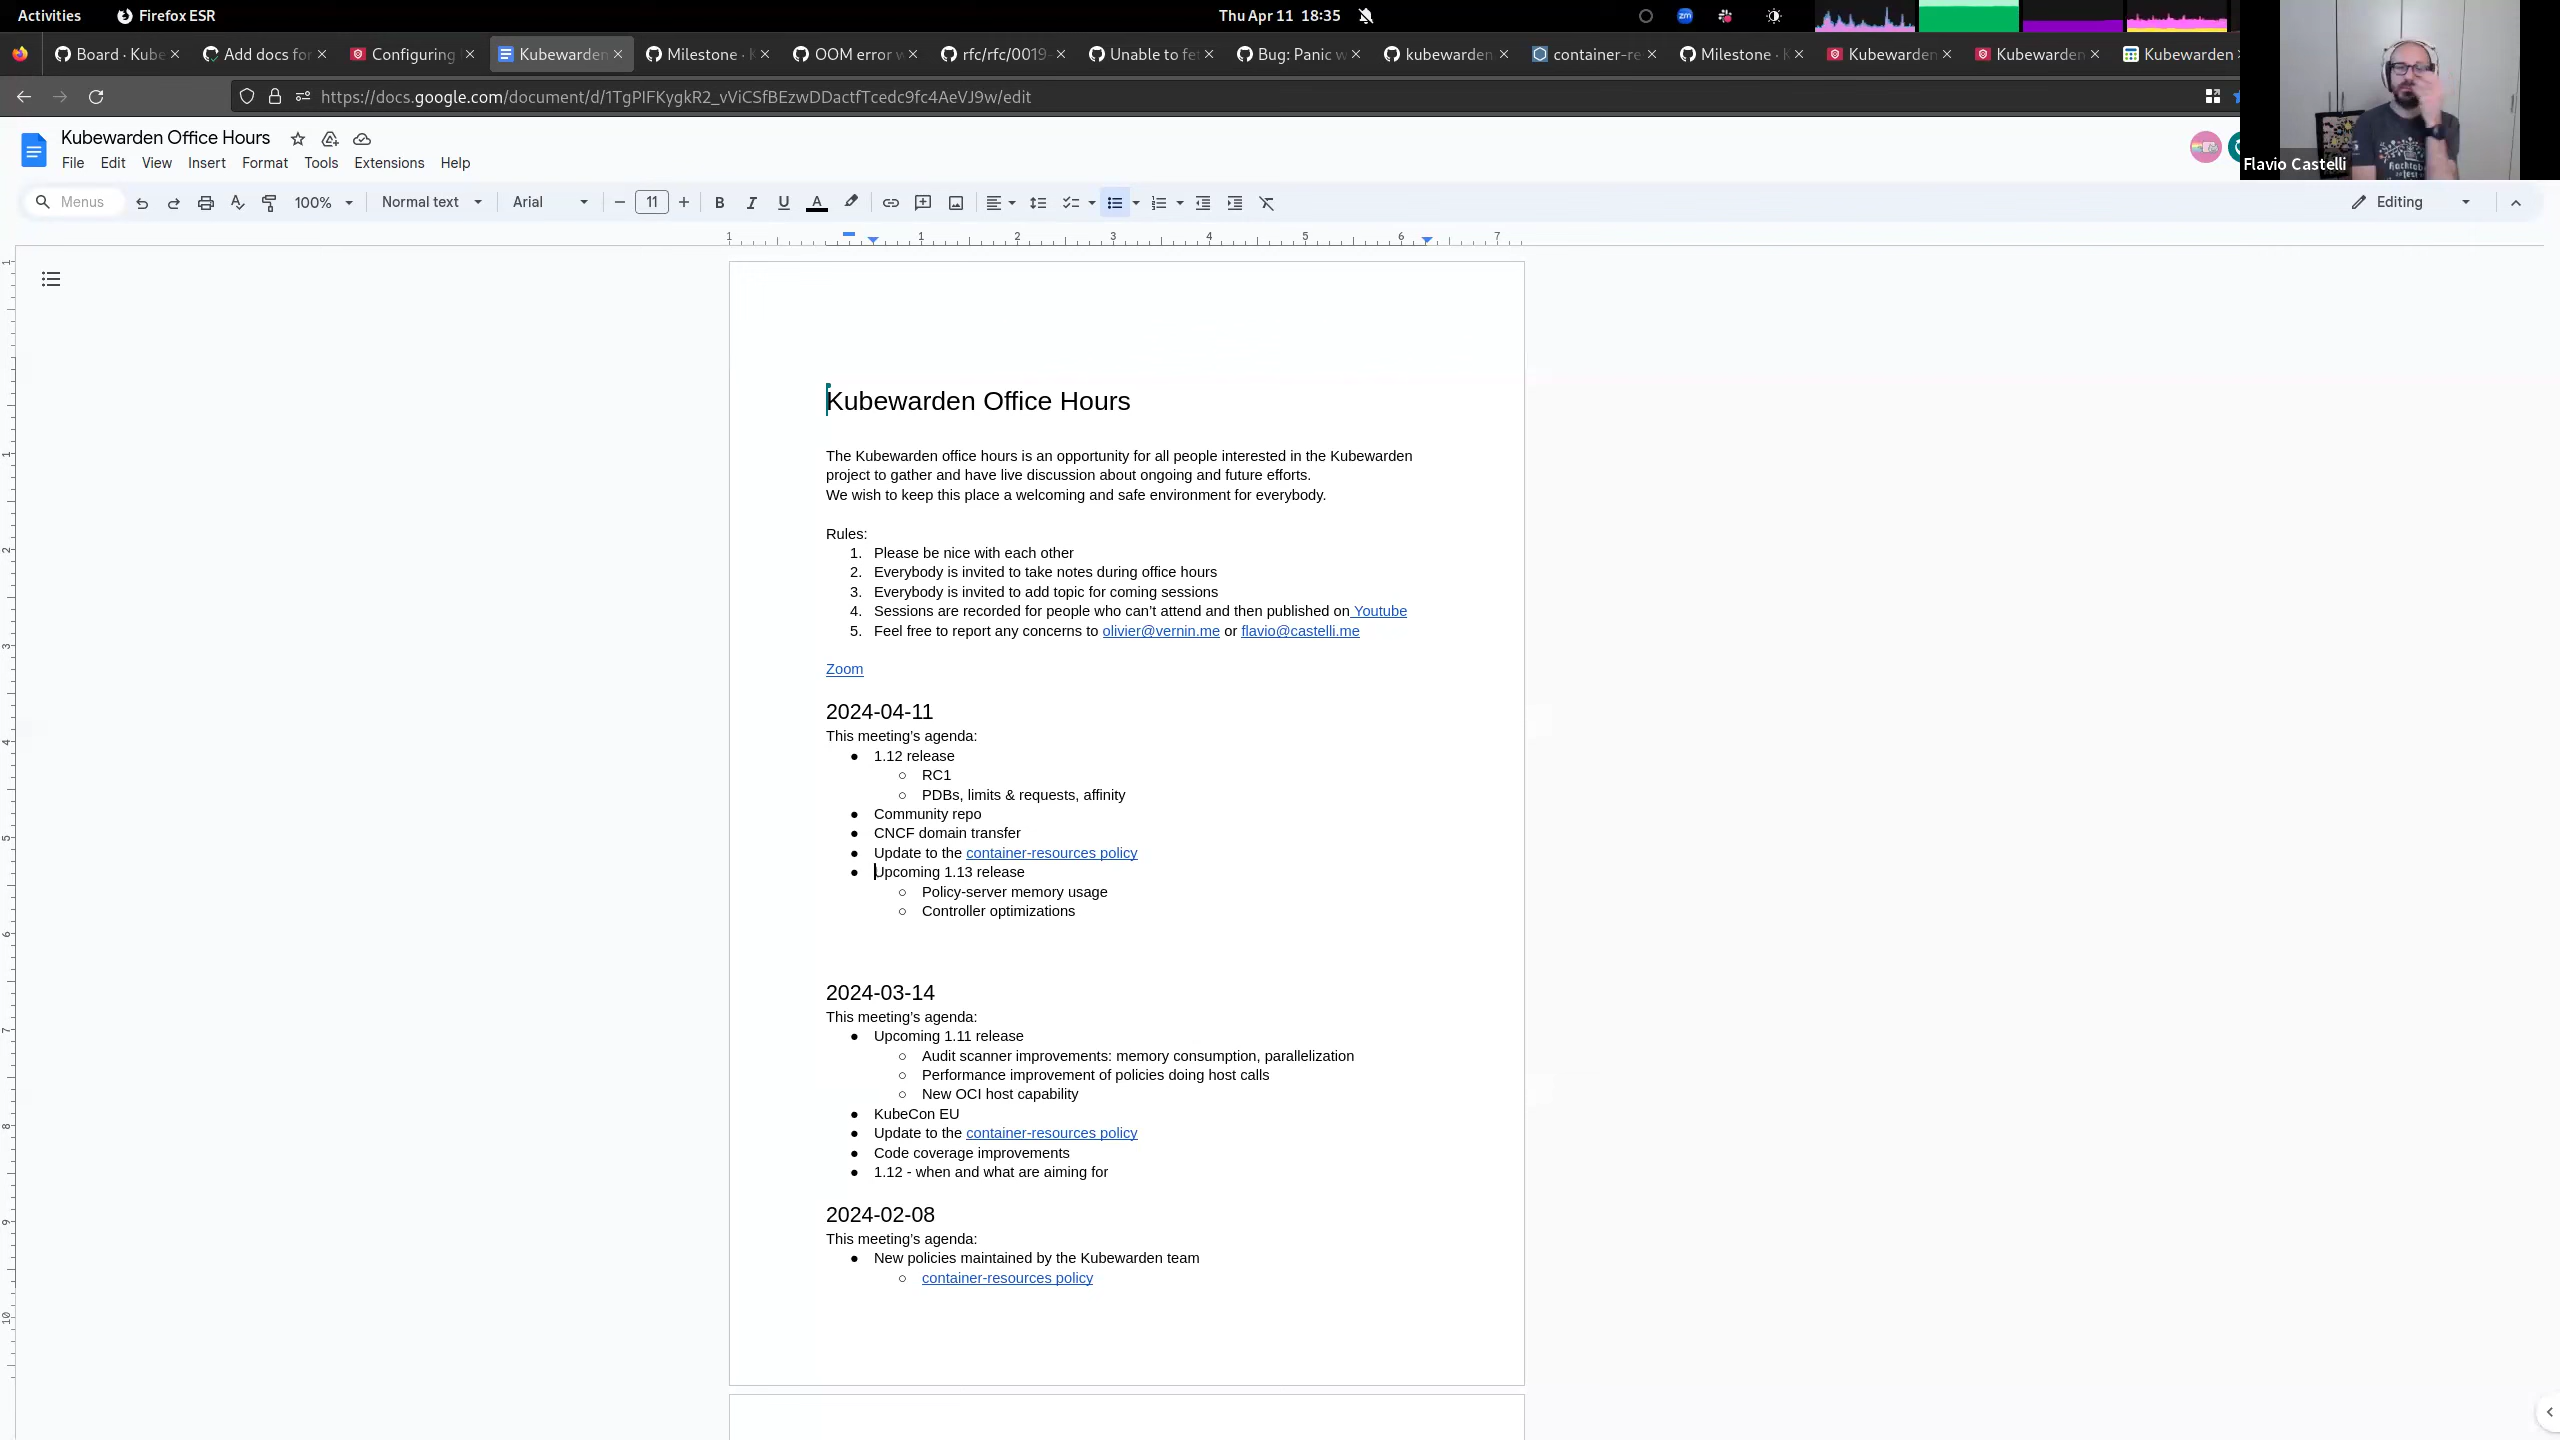 Activities
Firefox ESR
Thu Apr 11 18:35
zm
Board · Kube
Add docs for
Configuring
Kubewarden
Milestone · K
OOM error w
rfc/rfc/0019-
Unable to fet
Bug: Panic w
kubewarden
container-re
Milestone · K
Kubewarden
Kubewarden
Kubewarden
https://docs.google.com/document/d/1TgPIFKygkR2_vViCSfBEzwDDactfTcedc9fc4AeVJ9w/edit
Kubewarden Office Hours
File Edit View Insert Format Tools Extensions Help
Flavio Castelli
Menus
100%
Normal text
Arial
11
Editing
1 1 2 3 4 5 6 7
Kubewarden Office Hours
The Kubewarden office hours is an opportunity for all people interested in the Kubewarden
project to gather and have live discussion about ongoing and future efforts.
We wish to keep this place a welcoming and safe environment for everybody.
Rules:
1. Please be nice with each other
2. Everybody is invited to take notes during office hours
3. Everybody is invited to add topic for coming sessions
4. Sessions are recorded for people who can't attend and then published on Youtube
5. Feel free to report any concerns to olivier@vernin.me or flavio@castelli.me
Zoom
2024-04-11
This meeting's agenda:
● 1.12 release
○ RC1
○ PDBs, limits & requests, affinity
● Community repo
● CNCF domain transfer
● Update to the container-resources policy
● Upcoming 1.13 release
○ Policy-server memory usage
○ Controller optimizations
2024-03-14
This meeting's agenda:
● Upcoming 1.11 release
○ Audit scanner improvements: memory consumption, parallelization
○ Performance improvement of policies doing host calls
○ New OCI host capability
● KubeCon EU
● Update to the container-resources policy
● Code coverage improvements
● 1.12 - when and what are aiming for
2024-02-08
This meeting's agenda:
● New policies maintained by the Kubewarden team
○ container-resources policy